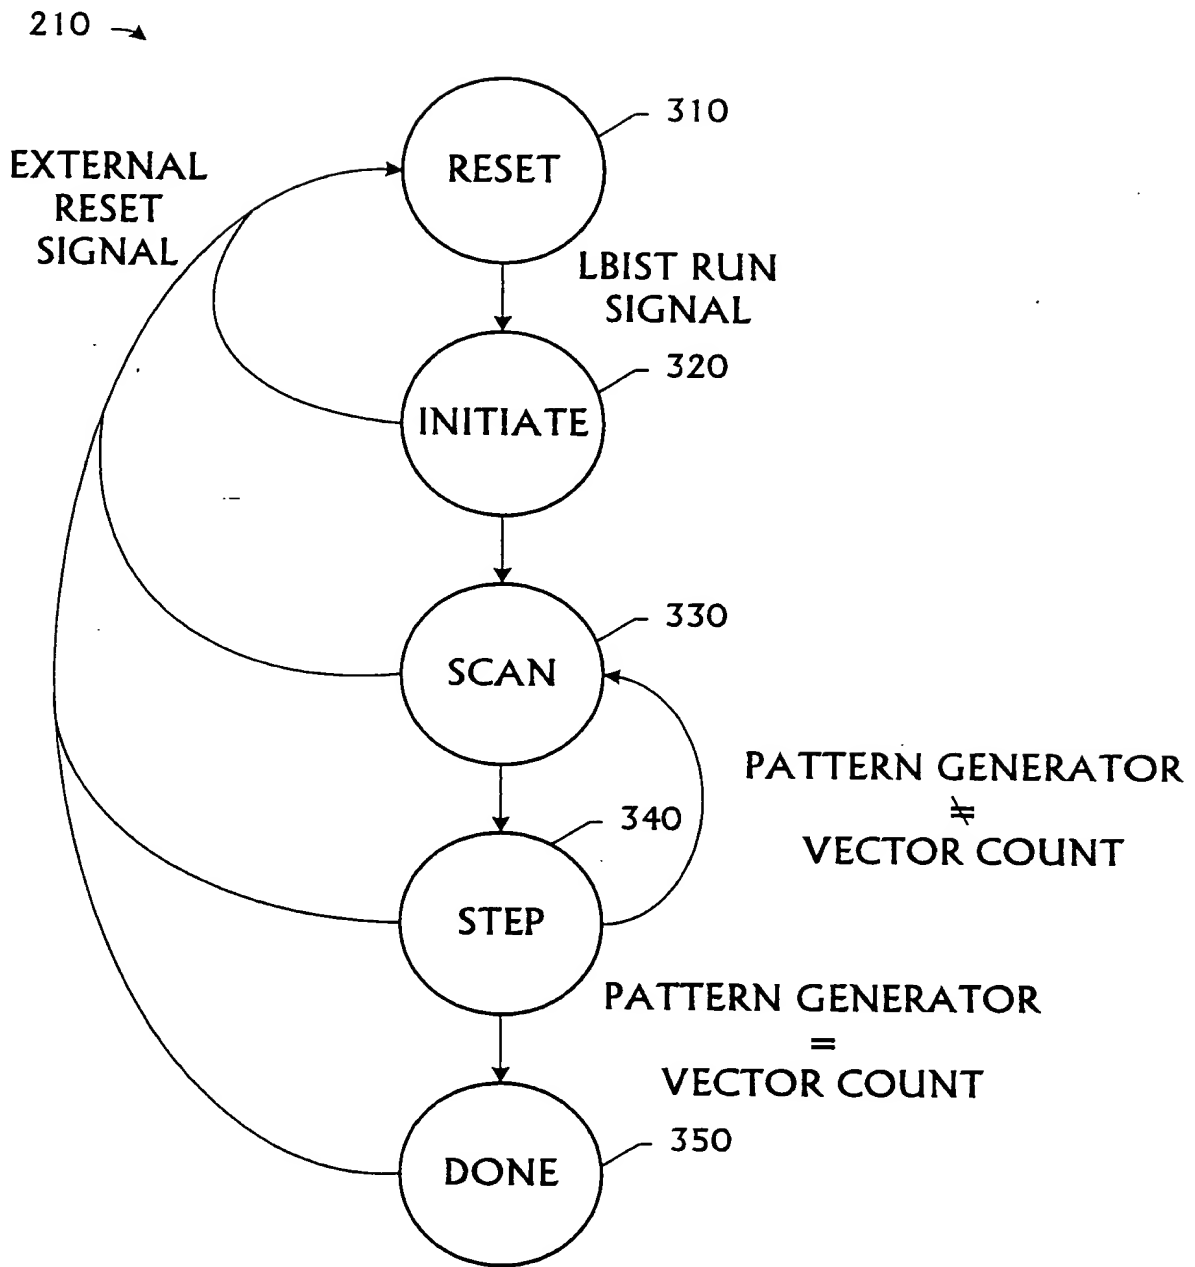 210
310
RESET
EXTERNAL
RESET
SIGNAL
LBIST RUN
SIGNAL
320
INITIATE
330
SCAN
PATTERN GENERATOR
≠
VECTOR COUNT
340
STEP
PATTERN GENERATOR
=
VECTOR COUNT
350
DONE